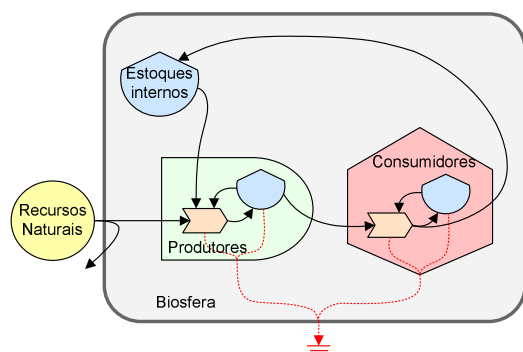 Estoques
internos
Consumidores
Recursos
Naturais
Produtores
Biosfera